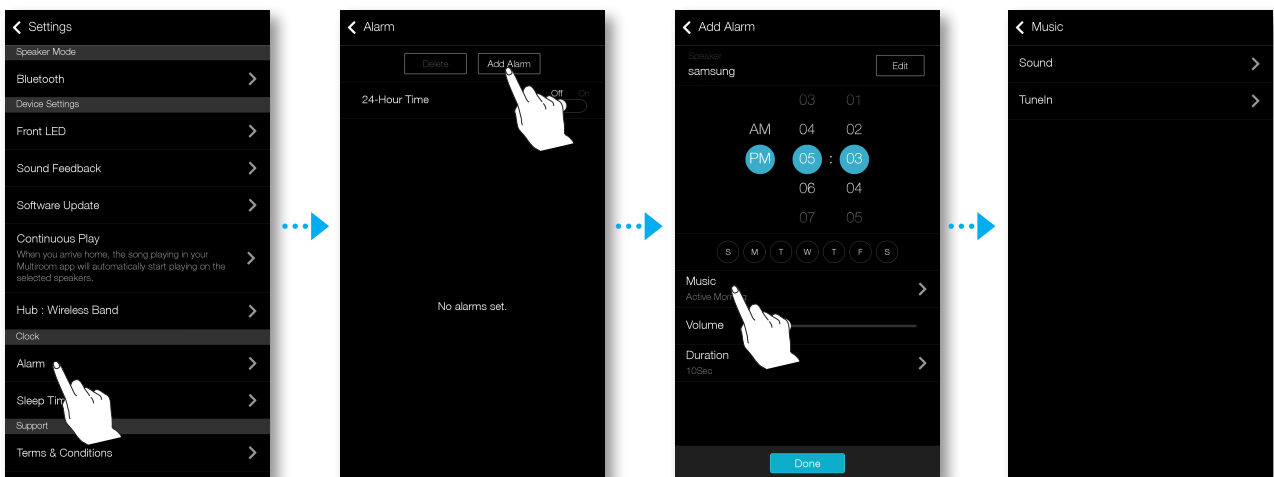 Settings
Speaker Mode
Bluetooth
Device Settings
Front LED
Sound Feedback
Software Update
Continuous Play
When you arrive home, the song playing in your
Multiroom app will automatically start playing on the
selected speakers.
Hub : Wireless Band
Clock
Alarm
Sleep
Support
Terms & Conditions
Alarm
Delete Add Alarm
24-Hour Time Off On
No alarms set.
Add Alarm
Speaker
samsung Edit
03 01
AM 04 02
PM 05 : 03
06 04
07 05
S M T W T F S
Music
Active
Volume
Duration
10Sec
Done
Music
Sound
TuneIn